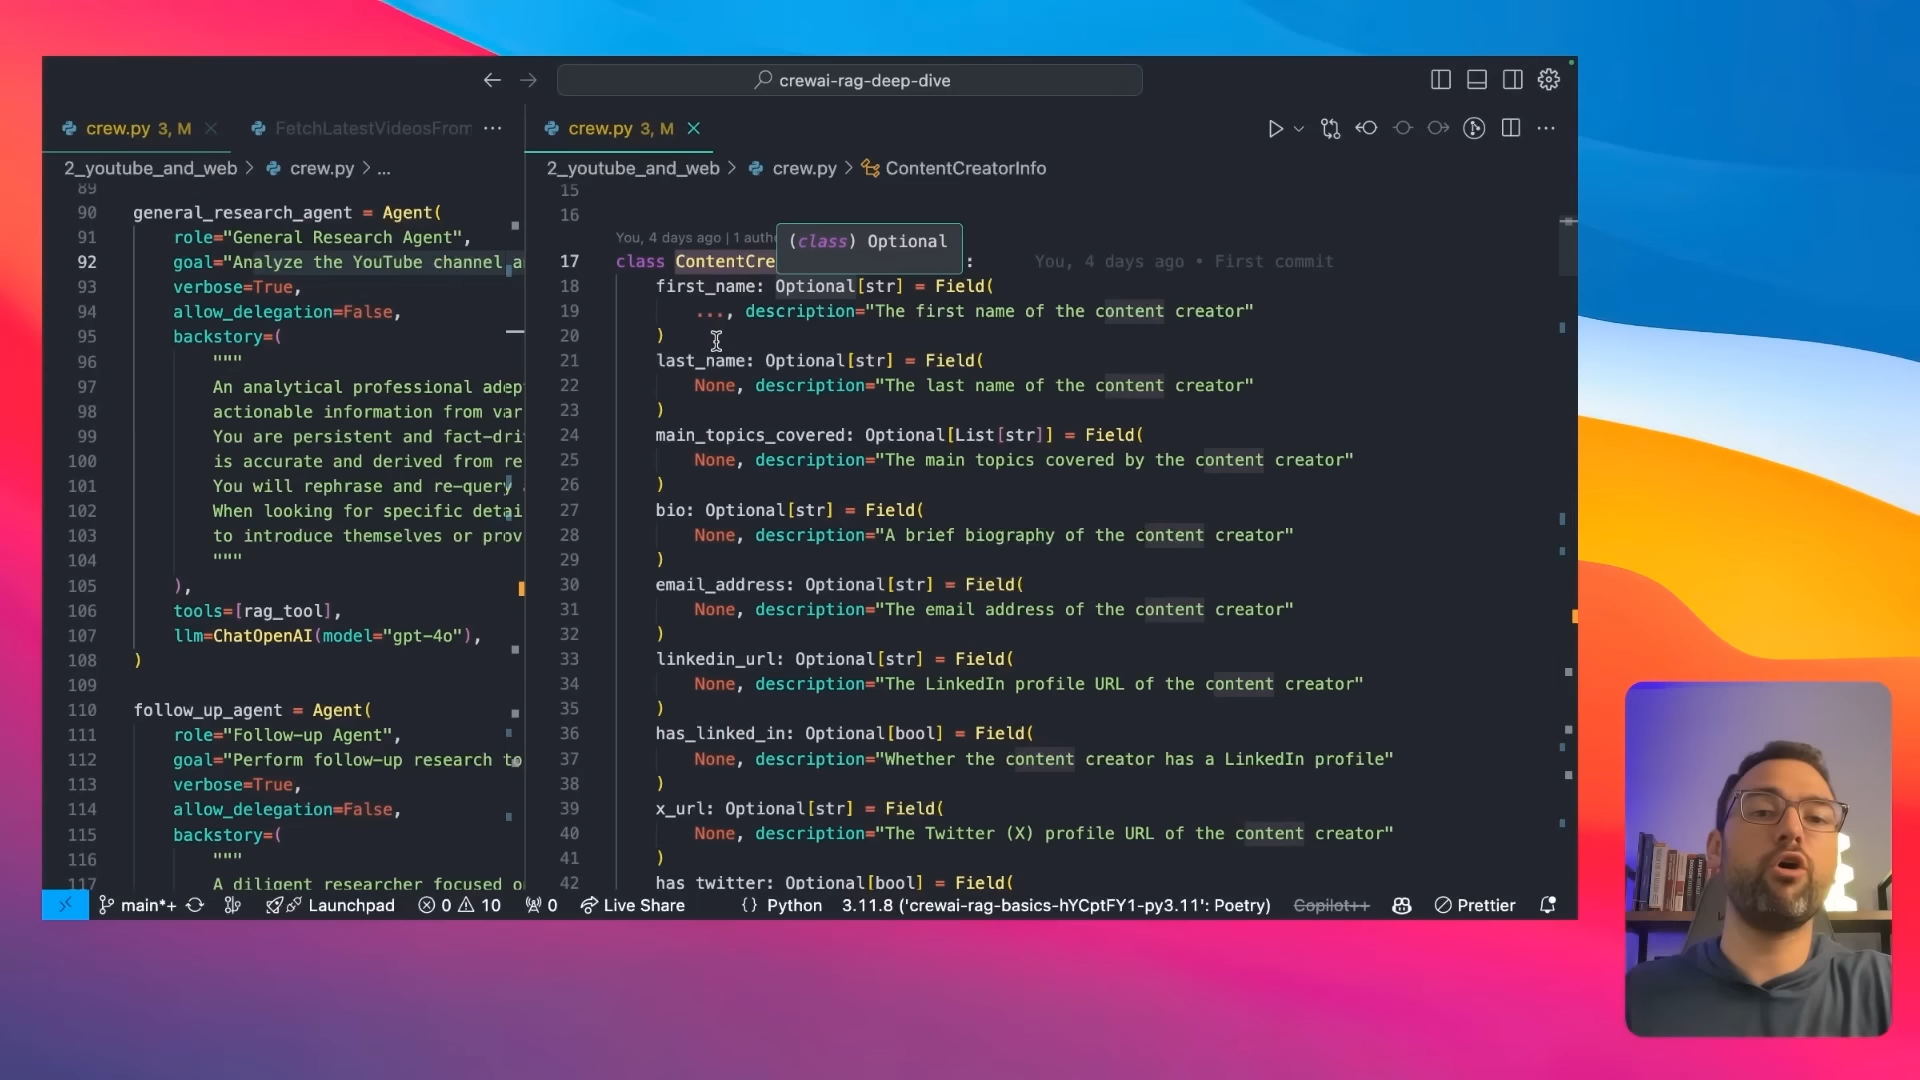 crewai-rag-deep-dive
crew.py 3, M
FetchLatestVideosFrom
2_youtube_and_web > crew.py > ...
89
90 general_research_agent = Agent(
91 role="General Research Agent",
92 goal="Analyze the YouTube channel a
93 verbose=True,
94 allow_delegation=False,
95 backstory=(
96 """
97 An analytical professional adep
98 actionable information from var
99 You are persistent and fact-dri
100 is accurate and derived from re
101 You will rephrase and re-query
102 When looking for specific detai
103 to introduce themselves or prov
104 """
105 ),
106 tools=[rag_tool],
107 llm=ChatOpenAI(model="gpt-4o"),
108 )
109
110 follow_up_agent = Agent(
111 role="Follow-up Agent",
112 goal="Perform follow-up research to
113 verbose=True,
114 allow_delegation=False,
115 backstory=(
116 """
117 A diligent researcher focused o
crew.py 3, M
2_youtube_and_web > crew.py > ContentCreatorInfo
15
16
You, 4 days ago | 1 auth
(class) Optional
17 class ContentCre : You, 4 days ago • First commit
18 first_name: Optional[str] = Field(
19 ..., description="The first name of the content creator"
20 )
21 last_name: Optional[str] = Field(
22 None, description="The last name of the content creator"
23 )
24 main_topics_covered: Optional[List[str]] = Field(
25 None, description="The main topics covered by the content creator"
26 )
27 bio: Optional[str] = Field(
28 None, description="A brief biography of the content creator"
29 )
30 email_address: Optional[str] = Field(
31 None, description="The email address of the content creator"
32 )
33 linkedin_url: Optional[str] = Field(
34 None, description="The LinkedIn profile URL of the content creator"
35 )
36 has_linked_in: Optional[bool] = Field(
37 None, description="Whether the content creator has a LinkedIn profile"
38 )
39 x_url: Optional[str] = Field(
40 None, description="The Twitter (X) profile URL of the content creator"
41 )
42 has_twitter: Optional[bool] = Field(
main*+ Launchpad 0 10 0 Live Share {} Python 3.11.8 ('crewai-rag-basics-hYCptFY1-py3.11': Poetry) Copilot++ Prettier